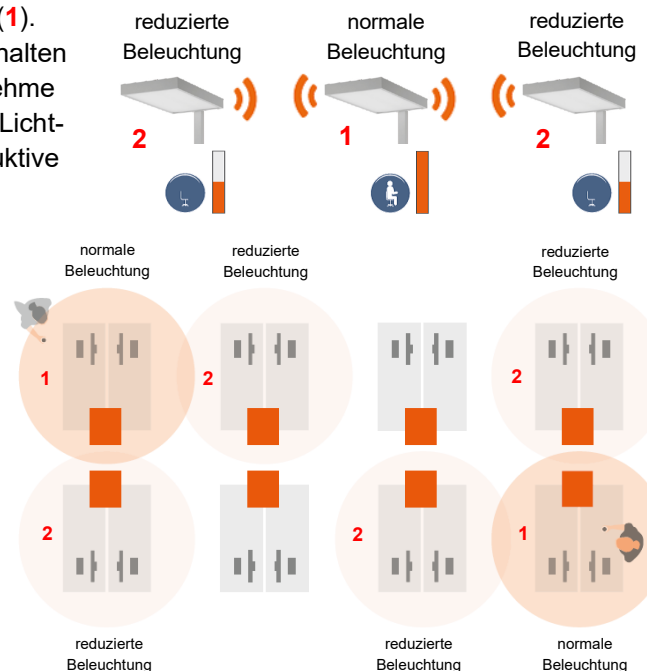 (1).
halten
ehme
Licht-
uktive
reduzierte
Beleuchtung
normale
Beleuchtung
reduzierte
Beleuchtung
2
1
2
normale
Beleuchtung
reduzierte
Beleuchtung
reduzierte
Beleuchtung
1
2
2
2
2
1
reduzierte
Beleuchtung
reduzierte
Beleuchtung
normale
Beleuchtung